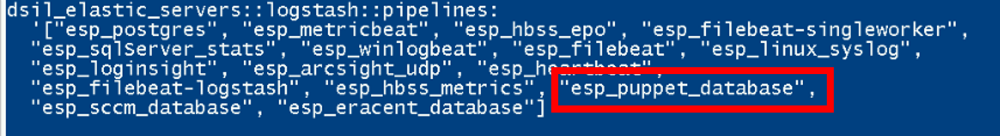 dsil_elastic_servers::logstash::pipelines:
'["esp_postgres", "esp_metricbeat", "esp_hbss_epo", "esp_filebeat-singleworker",
"esp_sqlServer_stats", "esp_winlogbeat", "esp_filebeat", "esp_linux_syslog",
"esp_loginsight", "esp_arcsight_udp", "esp_heartbeat",
"esp_filebeat-logstash", "esp_hbss_metrics", "esp_puppet_database",
"esp_sccm_database", "esp_eracent_database"]